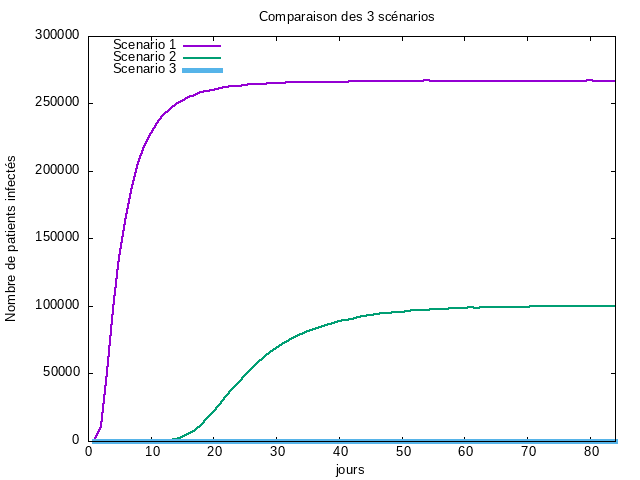 Comparaison des 3 scénarios
300000
250000
200000
150000
100000
50000
0
Nombre de patients infectés
Scenario 1
Scenario 2
Scenario 3
0 10 20 30 40 50 60 70 80
jours